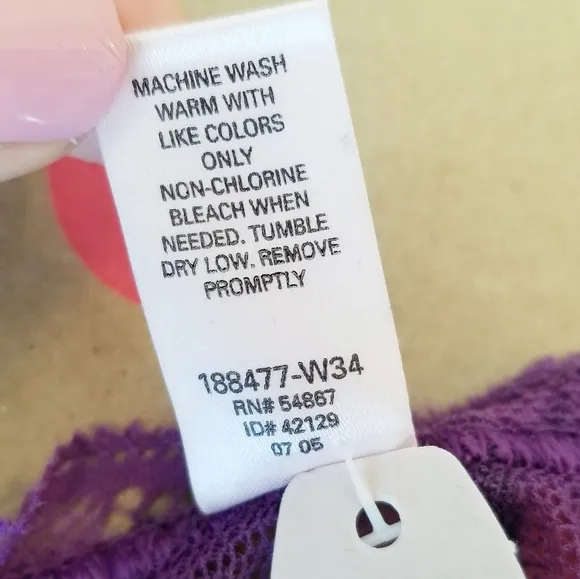 MACHINE WASH
WARM WITH
LIKE COLORS
ONLY
NON-CHLORINE
BLEACH WHEN
NEEDED. TUMBLE
DRY LOW. REMOVE
PROMPTLY
188477-W34
RN# 54867
ID# 42129
07 05